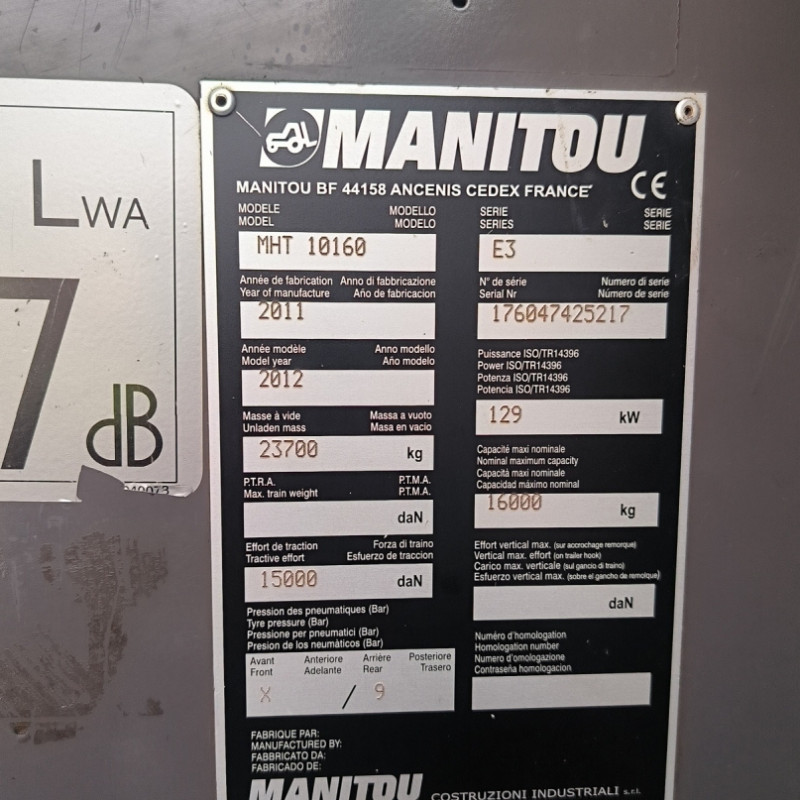 LWA
7
dB
MANITOU
MANITOU BF 44158 ANCENIS CEDEX FRANCE
CE
MODELE MODELLO
MODEL MODELO
MHT 10160
SERIE SERIE
SERIES SERIE
E3
Année de fabrication Anno di fabbricazione
Year of manufacture Año de fabricacion
2011
N° de série Numero di serie
Serial Nr Número de serie
176047425217
Année modèle Anno modello
Model year Año modelo
2012
Puissance ISO/TR14396
Power ISO/TR14396
Potenza ISO/TR14396
Potencia ISO/TR14396
129 kW
Masse à vide Massa a vuoto
Unladen mass Masa en vacio
23700 kg
Capacité maxi nominale
Nominal maximum capacity
Capacità maxi nominale
Capacidad máximo nominal
16000 kg
P.T.R.A. P.T.M.A.
Max. train weight P.T.M.A.
daN
Effort de traction Forza di traino
Tractive effort Esfuerzo de traccion
15000 daN
Effort vertical max. (sur accrochage remorque)
Vertical max. effort (on trailer hook)
Carico max. verticale (sul gancio di traino)
Esfuerzo vertical max. (sobre el gancho de remolque)
daN
Pression des pneumatiques (Bar)
Tyre pressure (Bar)
Pressione per pneumatici (Bar)
Presion de los neumàticos (Bar)
Avant Anteriore Arrière Posteriore
Front Adelante Rear Trasero
X / 9
Numéro d'homologation
Homologation number
Numero d'omologazione
Contraseña homologacion
FABRIQUE PAR:
MANUFACTURED BY:
FABBRICATO DA:
FABRICADO DE:
MANITOU COSTRUZIONI INDUSTRIALI s.r.l.